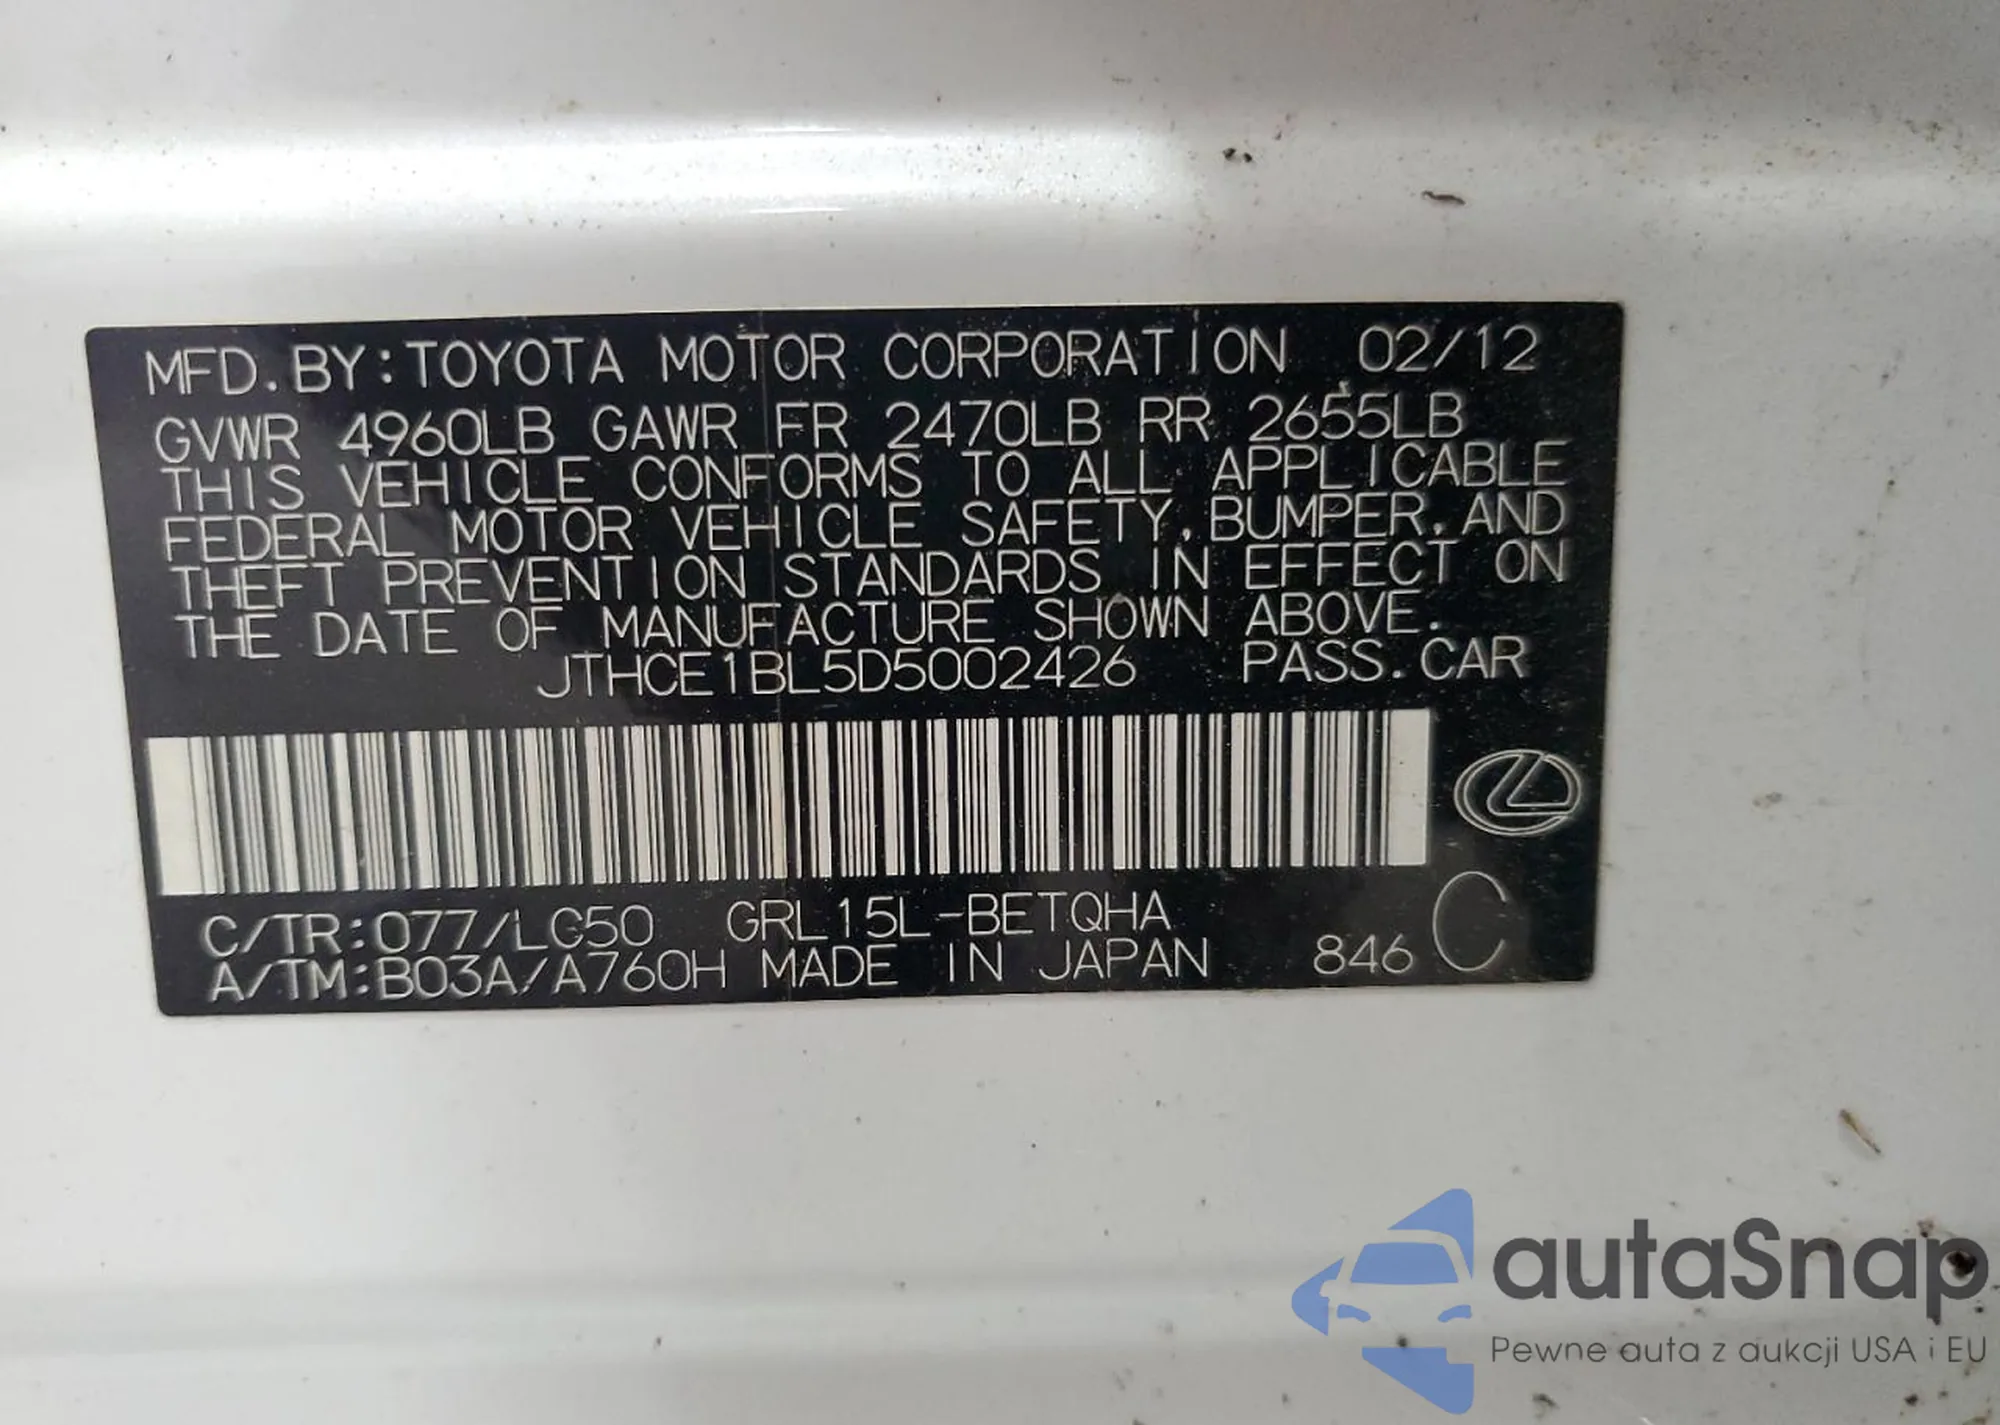 MFD. BY: TOYOTA MOTOR CORPORATION 02/12
GVWR 4960LB GAWR FR 2470LB RR 2655LB
THIS VEHICLE CONFORMS TO ALL APPLICABLE
FEDERAL MOTOR VEHICLE SAFETY, BUMPER, AND
THEFT PREVENTION STANDARDS IN EFFECT ON
THE DATE OF MANUFACTURE SHOWN ABOVE.
JTHCE1BL5D5002426 PASS. CAR
C/TR: 077/LC50 GRL15L-BETQHA
A/TM: B03A/A760H MADE IN JAPAN 846 C
autaSnap
Pewne auta z aukcji USA i EU